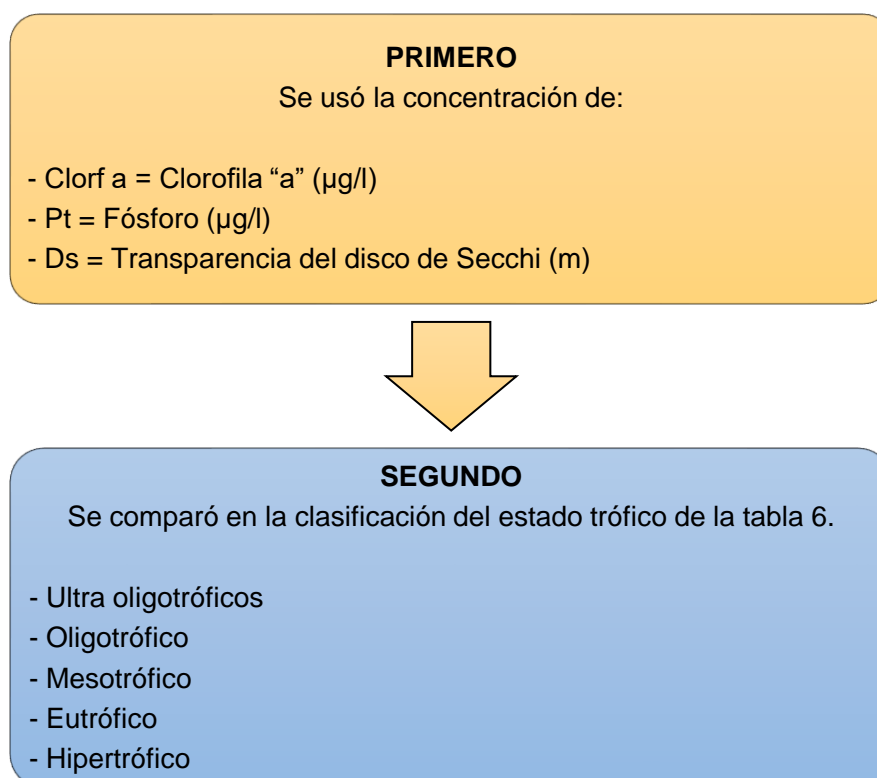 PRIMERO
Se usó la concentración de:
- Clorf a = Clorofila “a” (µg/l)
- Pt = Fósforo (µg/l)
- Ds = Transparencia del disco de Secchi (m)
SEGUNDO
Se comparó en la clasificación del estado trófico de la tabla 6.
- Ultra oligotróficos
- Oligotrófico
- Mesotrófico
- Eutrófico
- Hipertrófico